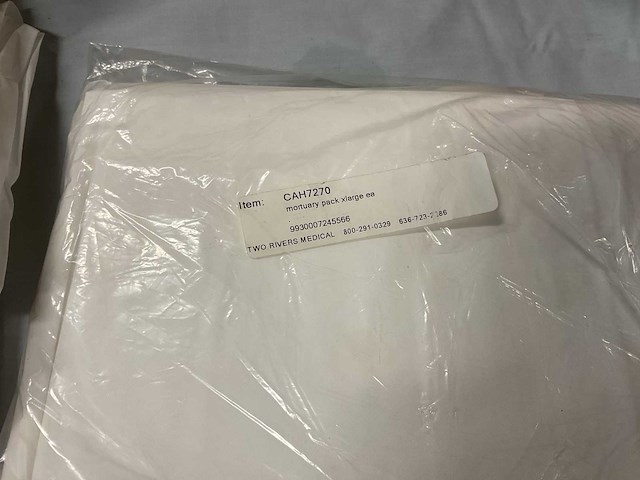 Item: CAH7270
mortuary pack xlarge ea
9930007245566
TWO RIVERS MEDICAL 800-291-0329